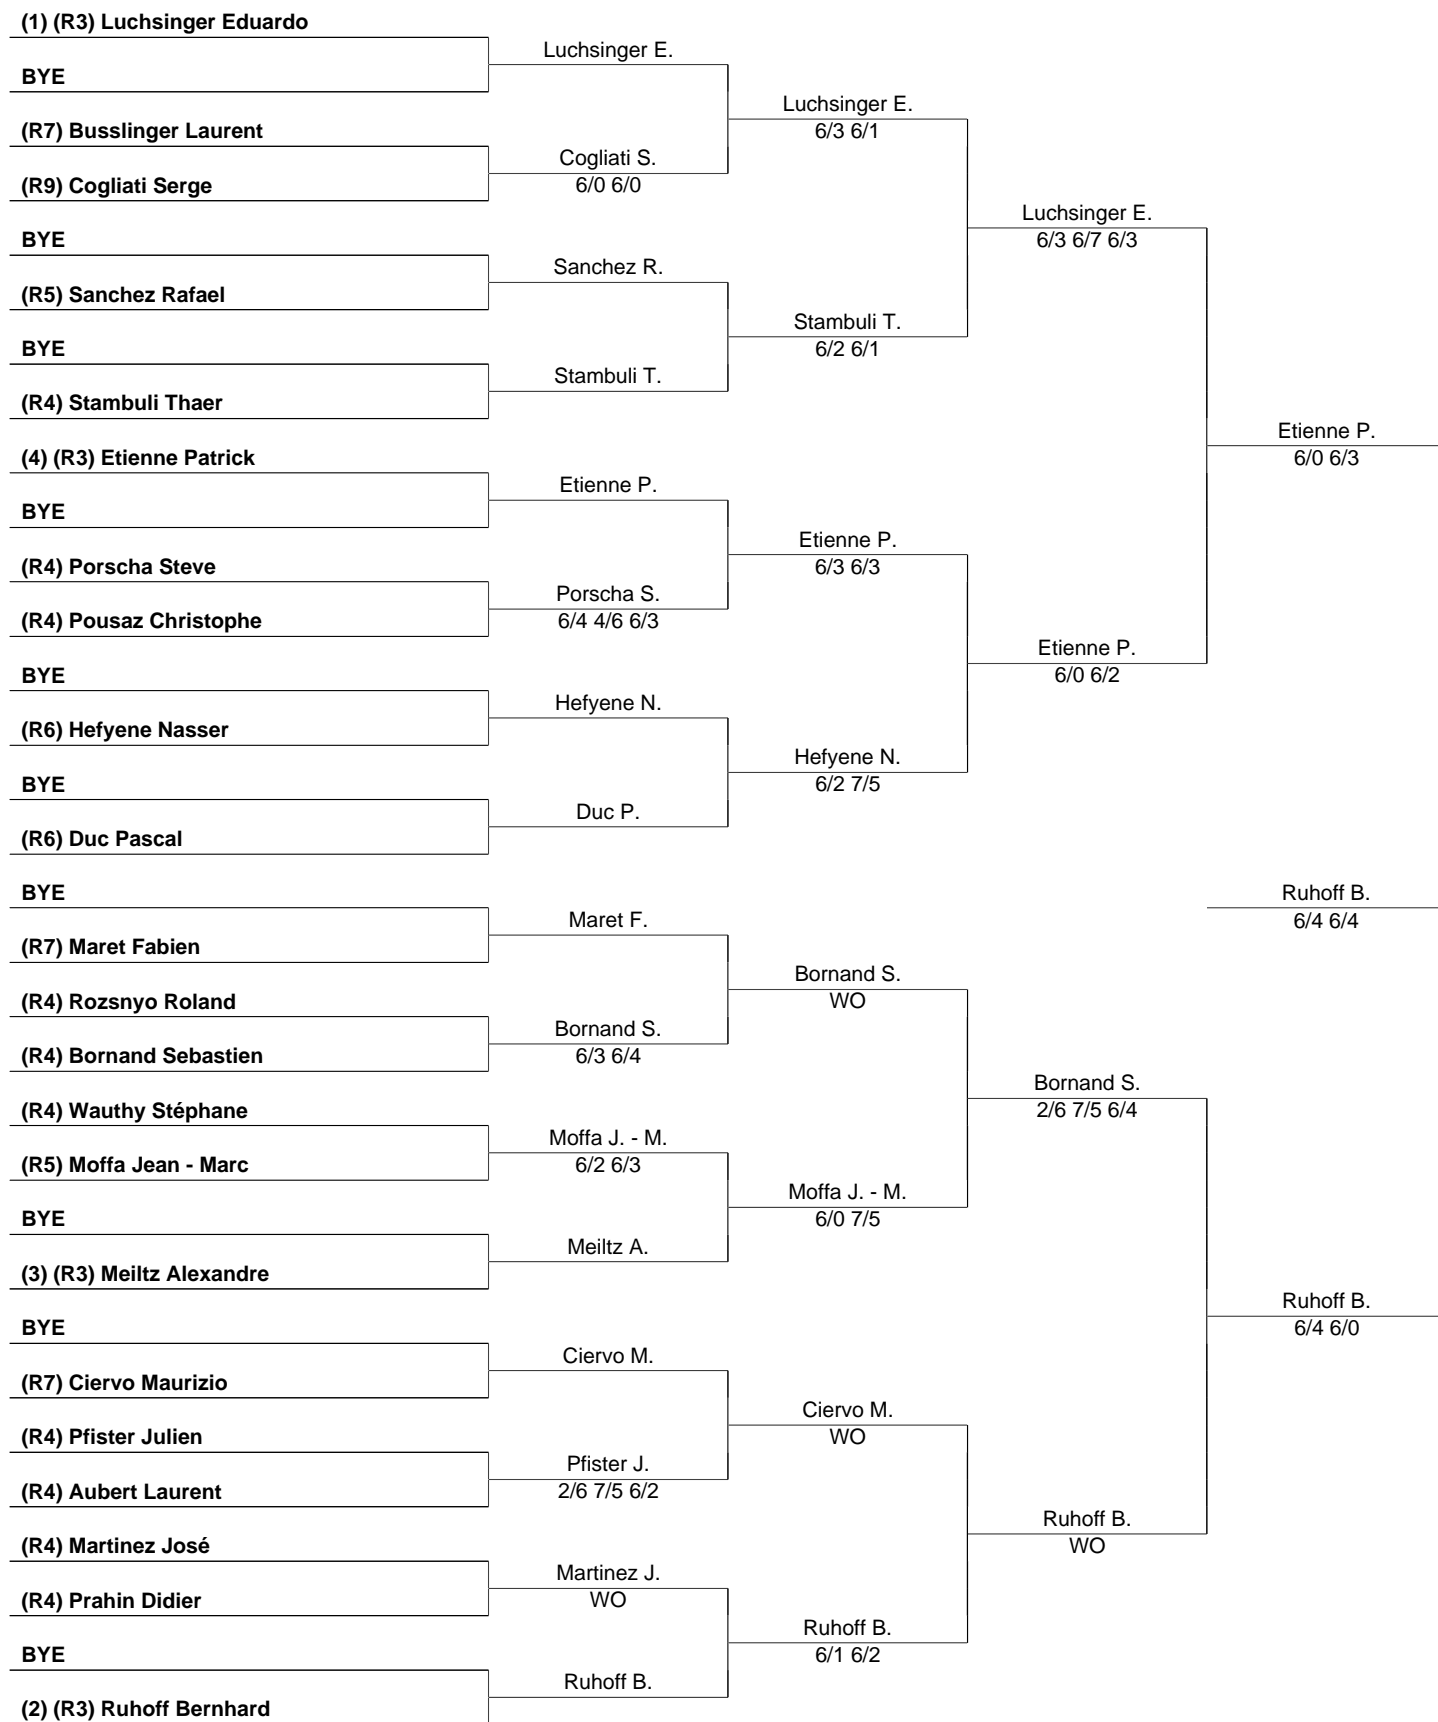 (1) (R3) Luchsinger Eduardo
BYE
(R7) Busslinger Laurent
(R9) Cogliati Serge
BYE
(R5) Sanchez Rafael
BYE
(R4) Stambuli Thaer
(4) (R3) Etienne Patrick
BYE
(R4) Porscha Steve
(R4) Pousaz Christophe
BYE
(R6) Hefyene Nasser
BYE
(R6) Duc Pascal
BYE
(R7) Maret Fabien
(R4) Rozsnyo Roland
(R4) Bornand Sebastien
(R4) Wauthy Stéphane
(R5) Moffa Jean - Marc
BYE
(3) (R3) Meiltz Alexandre
BYE
(R7) Ciervo Maurizio
(R4) Pfister Julien
(R4) Aubert Laurent
(R4) Martinez José
(R4) Prahin Didier
BYE
(2) (R3) Ruhoff Bernhard
Luchsinger E.
Cogliati S.
6/0 6/0
Sanchez R.
Stambuli T.
Etienne P.
Porscha S.
6/4 4/6 6/3
Hefyene N.
Duc P.
Maret F.
Bornand S.
6/3 6/4
Moffa J. - M.
6/2 6/3
Meiltz A.
Ciervo M.
Pfister J.
2/6 7/5 6/2
Martinez J.
WO
Ruhoff B.
Luchsinger E.
6/3 6/1
Stambuli T.
6/2 6/1
Etienne P.
6/3 6/3
Hefyene N.
6/2 7/5
Bornand S.
WO
Moffa J. - M.
6/0 7/5
Ciervo M.
WO
Ruhoff B.
6/1 6/2
Luchsinger E.
6/3 6/7 6/3
Etienne P.
6/0 6/2
Bornand S.
2/6 7/5 6/4
Ruhoff B.
WO
Etienne P.
6/0 6/3
Ruhoff B.
6/4 6/4
Ruhoff B.
6/4 6/0